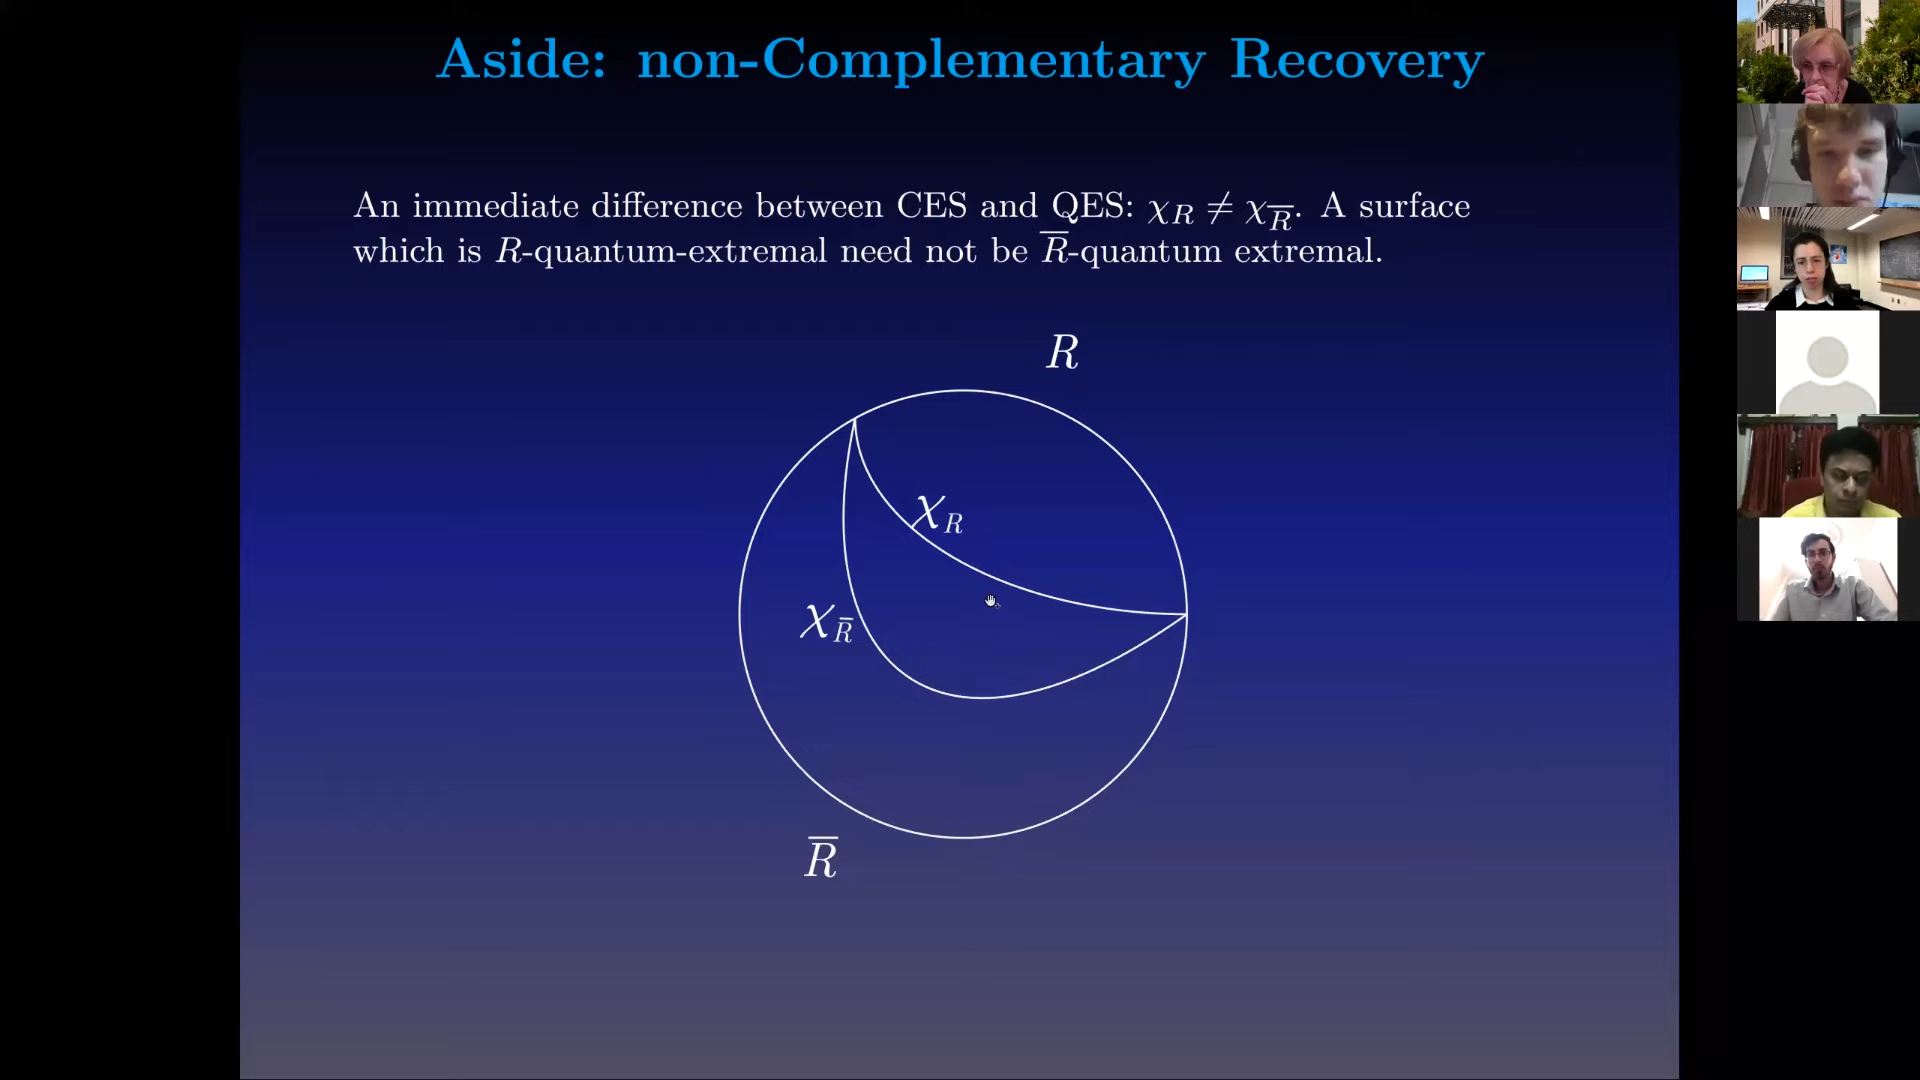 Aside: non-Complementary Recovery
An immediate difference between CES and QES: χ_R ≠ χ_R̅. A surface
which is R-quantum-extremal need not be R̅-quantum extremal.
R
χ_R
χ_R̅
R̅